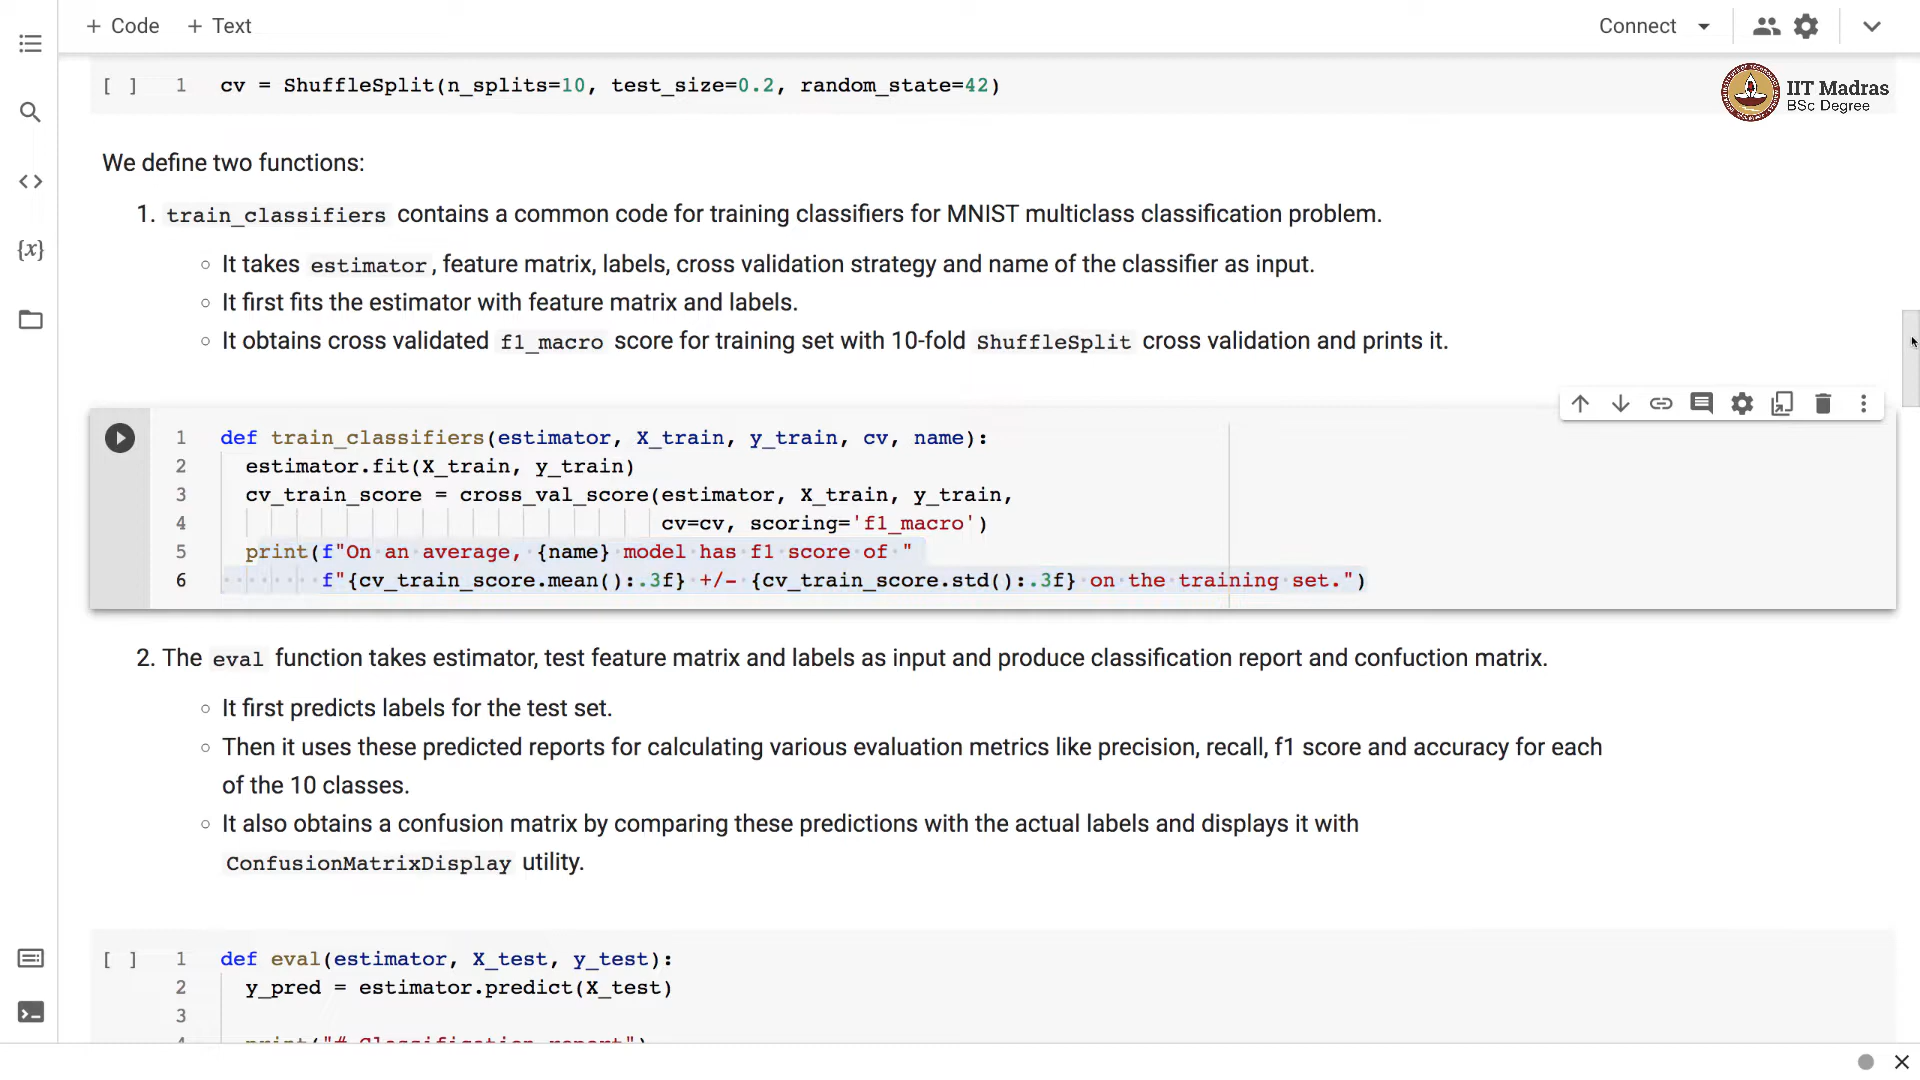 + Code + Text
Connect
[ ] 1 cv = ShuffleSplit(n_splits=10, test_size=0.2, random_state=42)
IIT Madras
BSc Degree
We define two functions:
1. train_classifiers contains a common code for training classifiers for MNIST multiclass classification problem.
It takes estimator, feature matrix, labels, cross validation strategy and name of the classifier as input.
It first fits the estimator with feature matrix and labels.
It obtains cross validated f1_macro score for training set with 10-fold ShuffleSplit cross validation and prints it.
1 def train_classifiers(estimator, X_train, y_train, cv, name):
2 estimator.fit(X_train, y_train)
3 cv_train_score = cross_val_score(estimator, X_train, y_train,
4 cv=cv, scoring='f1_macro')
5 print(f"On an average, {name} model has f1 score of "
6 f"{cv_train_score.mean():.3f} +/- {cv_train_score.std():.3f} on the training set.")
2. The eval function takes estimator, test feature matrix and labels as input and produce classification report and confuction matrix.
It first predicts labels for the test set.
Then it uses these predicted reports for calculating various evaluation metrics like precision, recall, f1 score and accuracy for each
of the 10 classes.
It also obtains a confusion matrix by comparing these predictions with the actual labels and displays it with
ConfusionMatrixDisplay utility.
[ ] 1 def eval(estimator, X_test, y_test):
2 y_pred = estimator.predict(X_test)
3
4 print("# Classification report")